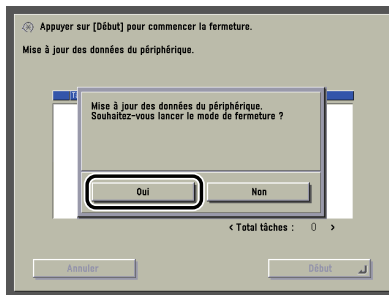 Appuyer sur [Début] pour commencer la fermeture.
Mise à jour des données du périphérique.
Mise à jour des données du périphérique.
Souhaitez-vous lancer le mode de fermeture ?
Oui
Non
< Total tâches : 0 >
Annuler
Début